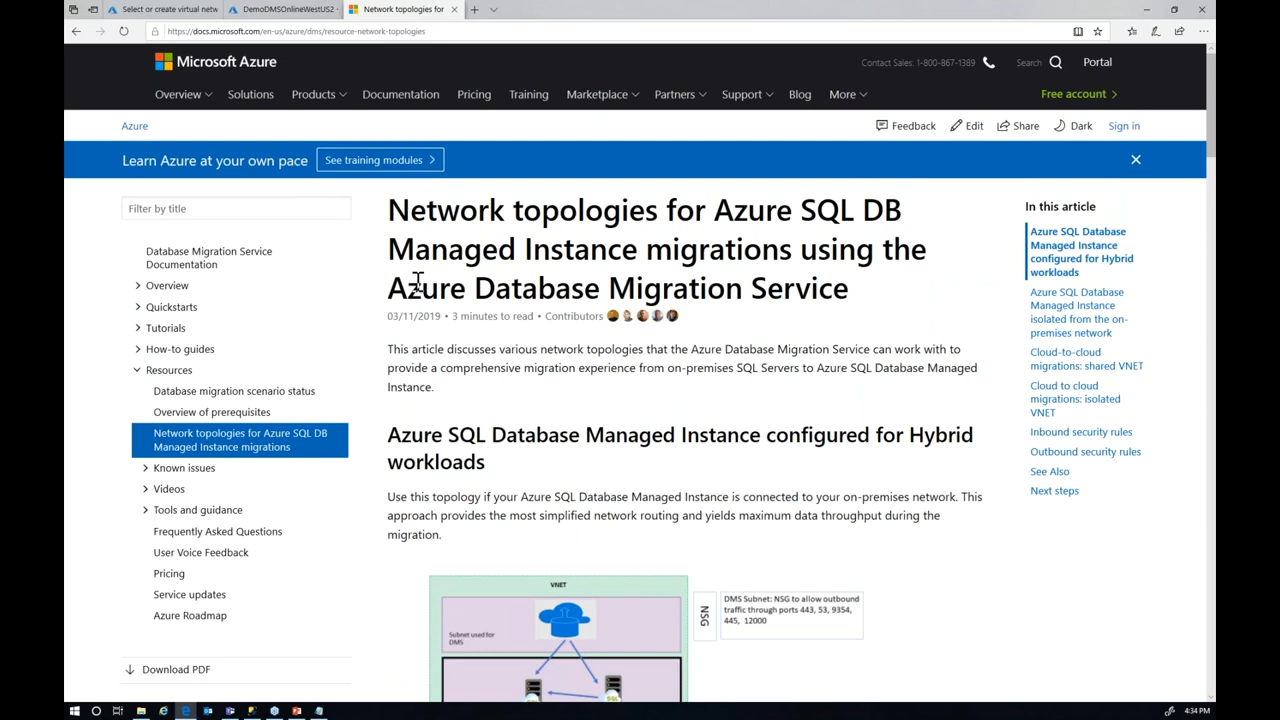 Select or create virtual netw
DemoDMSOnlineWestUS2 -
Network topologies for
https://docs.microsoft.com/en-us/azure/dms/resource-network-topologies
Microsoft Azure
Contact Sales: 1-800-867-1389
Search
Portal
Overview
Solutions
Products
Documentation
Pricing
Training
Marketplace
Partners
Support
Blog
More
Free account
Azure
Feedback
Edit
Share
Dark
Sign in
Learn Azure at your own pace
See training modules
Filter by title
Database Migration Service
Documentation
Overview
Quickstarts
Tutorials
How-to guides
Resources
Database migration scenario status
Overview of prerequisites
Network topologies for Azure SQL DB
Managed Instance migrations
Known issues
Videos
Tools and guidance
Frequently Asked Questions
User Voice Feedback
Pricing
Service updates
Azure Roadmap
Download PDF
Network topologies for Azure SQL DB
Managed Instance migrations using the
Azure Database Migration Service
03/11/2019 • 3 minutes to read • Contributors
This article discusses various network topologies that the Azure Database Migration Service can work with to
provide a comprehensive migration experience from on-premises SQL Servers to Azure SQL Database Managed
Instance.
Azure SQL Database Managed Instance configured for Hybrid
workloads
Use this topology if your Azure SQL Database Managed Instance is connected to your on-premises network. This
approach provides the most simplified network routing and yields maximum data throughput during the
migration.
VNET
Subnet used for
DMS
NSG
DMS Subnet: NSG to allow outbound
traffic through ports 443, 53, 9354,
445, 12000
In this article
Azure SQL Database
Managed Instance
configured for Hybrid
workloads
Azure SQL Database
Managed Instance
isolated from the on-
premises network
Cloud-to-cloud
migrations: shared VNET
Cloud to cloud
migrations: isolated
VNET
Inbound security rules
Outbound security rules
See Also
Next steps
4:34 PM